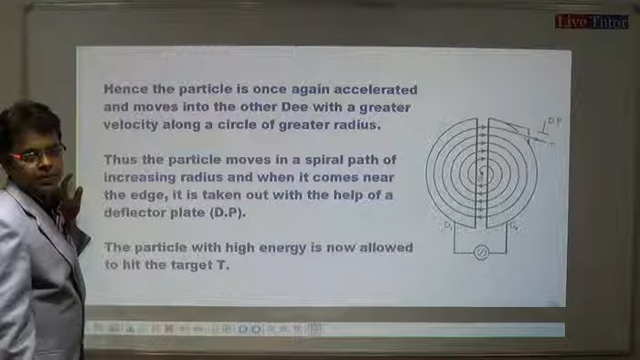 Live Tutor
Hence the particle is once again accelerated
and moves into the other Dee with a greater
velocity along a circle of greater radius.
Thus the particle moves in a spiral path of
increasing radius and when it comes near
the edge, it is taken out with the help of a
deflector plate (D.P).
The particle with high energy is now allowed
to hit the target T.
D.P